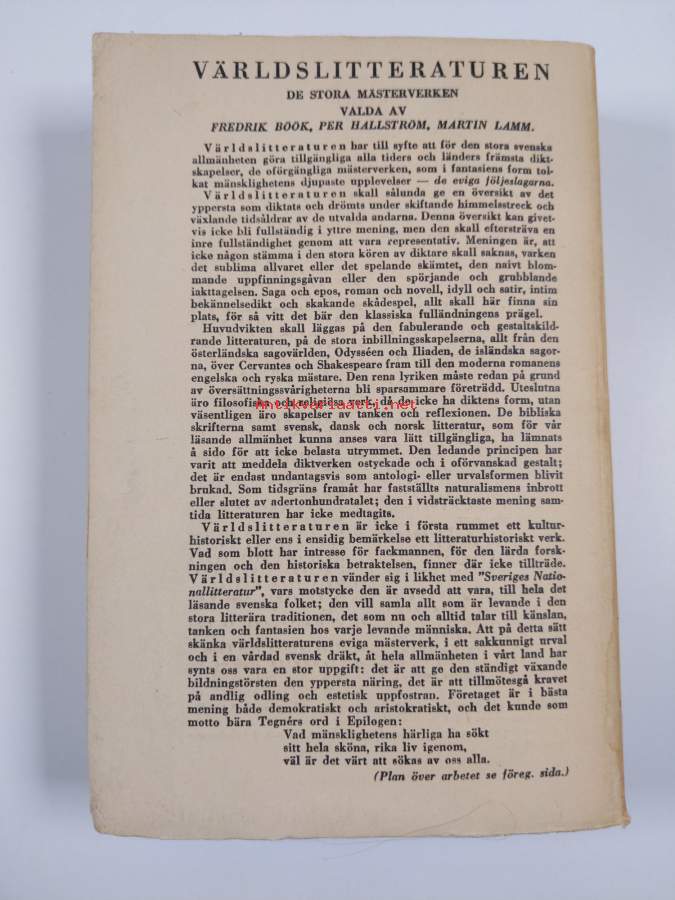 VÄRLDSLITTERATUREN
DE STORA MÄSTERVERKEN
VALDA AV
FREDRIK BÖÖK, PER HALLSTRÖM, MARTIN LAMM.
Världslitteraturen har till syfte att för den stora svenska
allmänheten göra tillgängliga alla tiders och länders främsta dikt-
skapelser, de oförgängliga mästerverken, som i fantasiens form tol-
kat mänsklighetens djupaste upplevelser — de eviga följeslagarna.
Världslitteraturen skall sålunda ge en översikt av det
yppersta som diktats och drömts under skiftande himmelsstreck och
växlande tidsåldrar av de utvalda andarna. Denna översikt kan givet-
vis icke bli fullständig i yttre mening, men den skall eftersträva en
inre fullständighet genom att vara representativ. Meningen är, att
icke någon stämma i den stora kören av diktare skall saknas, varken
det sublima allvaret eller det spelande skämtet, den naivt blom-
mande uppfinningsgåvan eller den spörjande och grubblande
iakttagelsen. Saga och epos, roman och novell, idyll och satir, intim
bekännelsedikt och skakande skådespel, allt skall här finna sin
plats, för så vitt det bär den klassiska fulländningens prägel.
Huvudvikten skall läggas på den fabulerande och gestaltskild-
rande litteraturen, på de stora inbillningsskapelserna, allt från den
österländska sagovärlden, Odysséen och Iliaden, de isländska sagor-
na, över Cervantes och Shakespeare fram till den moderna romanens
engelska och ryska mästare. Den rena lyriken måste redan på grund
av översättningssvårigheterna bli sparsammare företrädd. Uteslutna
äro filosofiska och religiösa verk, då de icke ha diktens form, utan
Antikvariaatti.net
väsentligen äro skapelser av tanken och reflexionen. De bibliska
skrifterna samt svensk, dansk och norsk litteratur, som för vår
läsande allmänhet kunna anses vara lätt tillgängliga, ha lämnats
å sido för att icke belasta utrymmet. Den ledande principen har
varit att meddela diktverken ostyckade och i oförvanskad gestalt;
det är endast undantagsvis som antologi- eller urvalsformen blivit
brukad. Som tidsgräns framåt har fastställts naturalismens inbrott
eller slutet av adertonhundratalet; den i vidsträcktaste mening sam-
tida litteraturen har icke medtagits.
Världslitteraturen är icke i första rummet ett kultur-
historiskt eller ens i ensidig bemärkelse ett litteraturhistoriskt verk.
Vad som blott har intresse för fackmannen, för den lärda forsk-
ningen och den historiska betraktelsen, finner där icke tillträde.
Världslitteraturen vänder sig i likhet med "Sveriges Natio-
nallitteratur", vars motstycke den är avsedd att vara, till hela det
läsande svenska folket; den vill samla allt som är levande i den
stora litterära traditionen, det som nu och alltid talar till känslan,
tanken och fantasien hos varje levande människa. Att på detta sätt
skänka världslitteraturens eviga mästerverk, i ett sakkunnigt urval
och i en vårdad svensk dräkt, åt hela allmänheten i vårt land har
synts oss vara en stor uppgift: det är att ge den ständigt växande
bildningstörsten den yppersta näring, det är att tillmötesgå kravet
på andlig odling och estetisk uppfostran. Företaget är i bästa
mening både demokratiskt och aristokratiskt, och det kunde som
motto bära Tegnérs ord i Epilogen:
Vad mänsklighetens härliga ha sökt
sitt hela sköna, rika liv igenom,
väl är det värt att sökas av oss alla.
(Plan över arbetet se föreg. sida.)